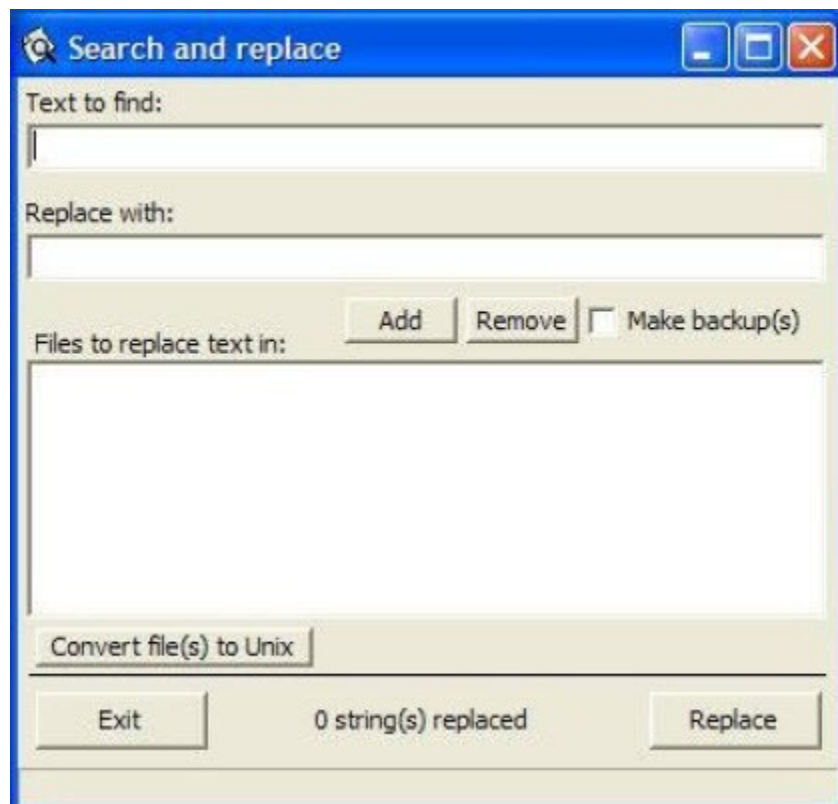 Search and replace
Text to find:
Replace with:
Add Remove Make backup(s)
Files to replace text in:
Convert file(s) to Unix
Exit 0 string(s) replaced Replace